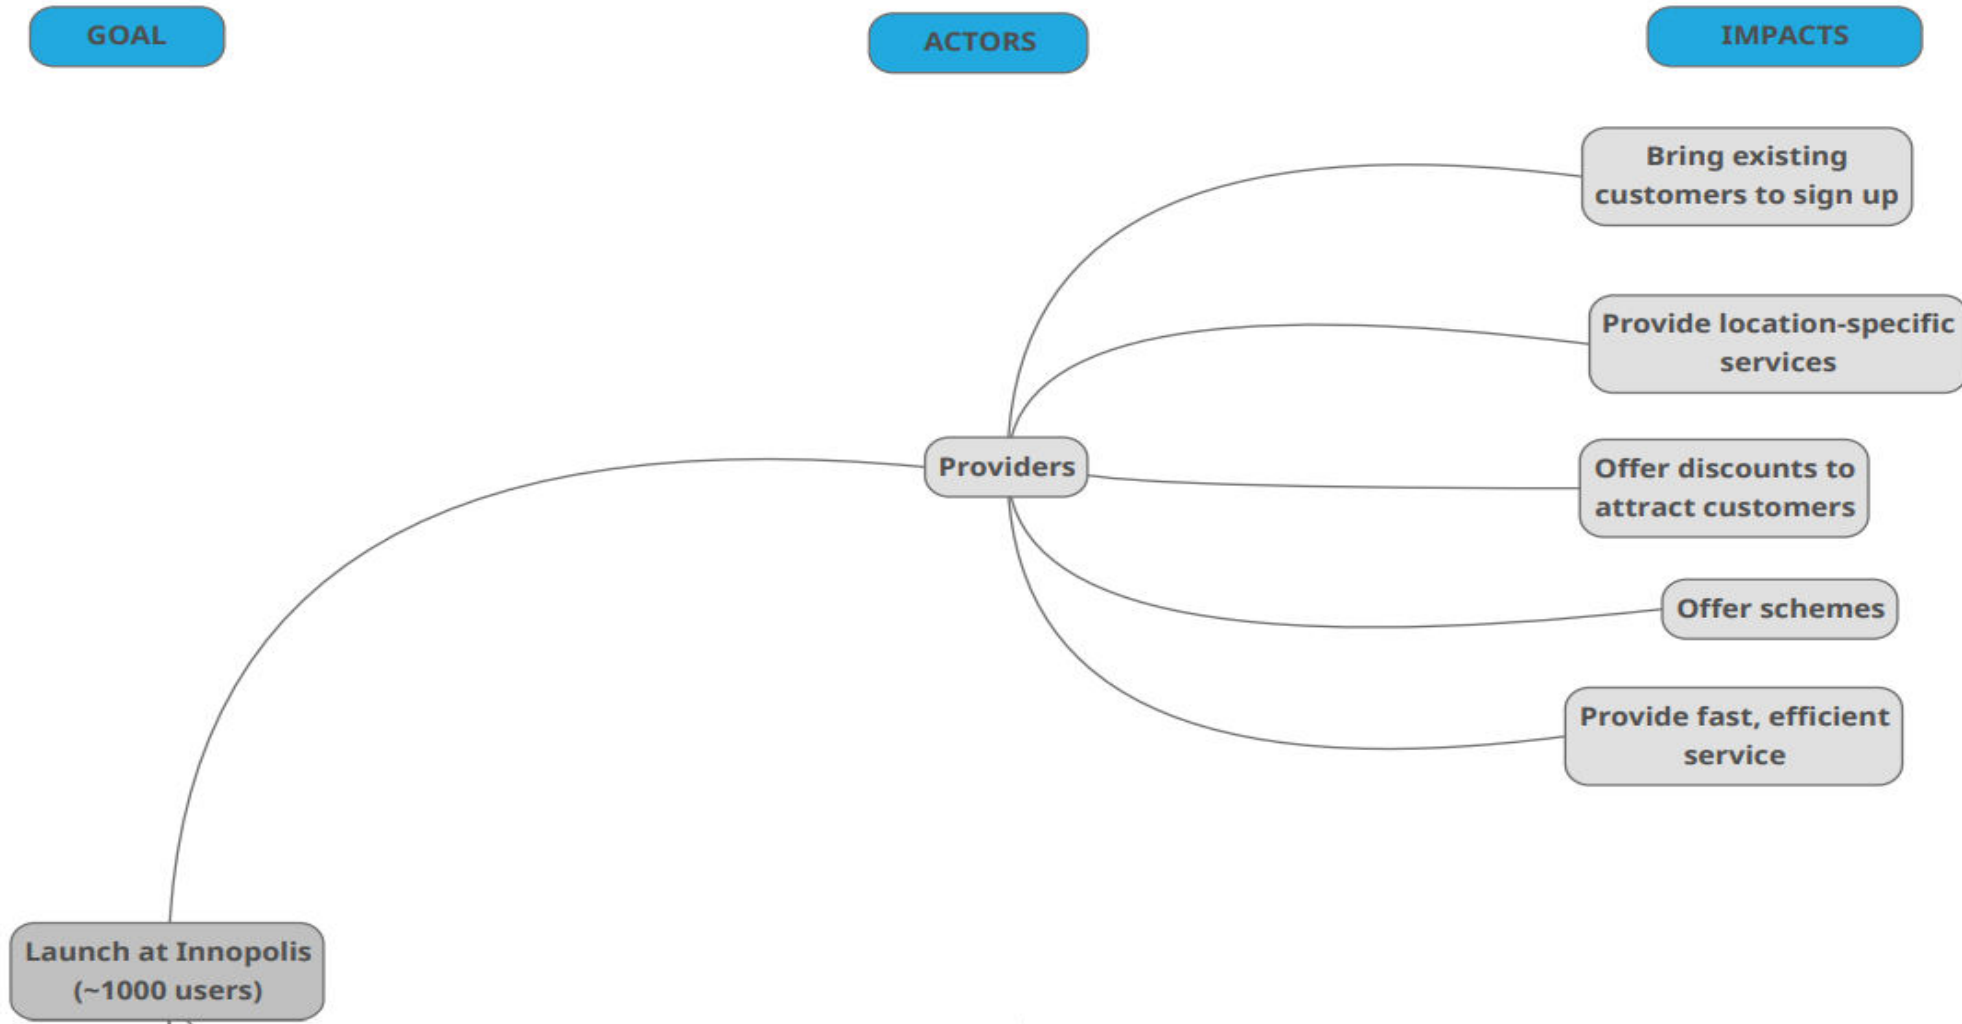 GOAL
ACTORS
IMPACTS
Bring existing
customers to sign up
Provide location-specific
services
Providers
Offer discounts to
attract customers
Offer schemes
Provide fast, efficient
service
Launch at Innopolis
(~1000 users)